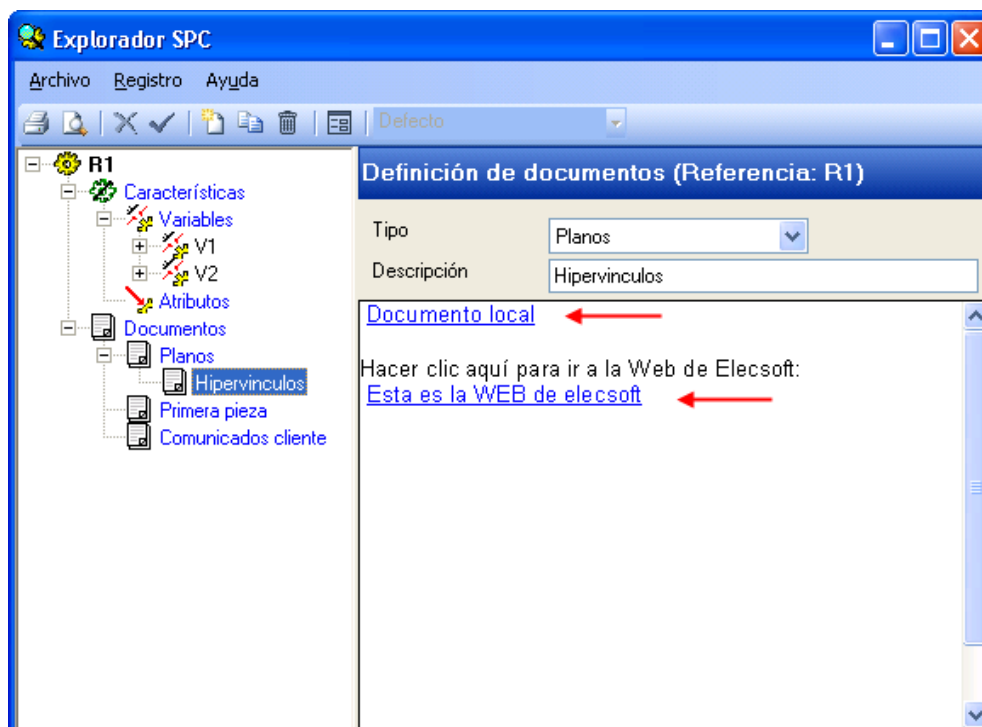 Explorador SPC
Archivo Registro Ayuda
Defecto
R1
Características
Variables
V1
V2
Atributos
Documentos
Planos
Hipervinculos
Primera pieza
Comunicados cliente
Definición de documentos (Referencia: R1)
Tipo
Planos
Descripción
Hipervinculos
Documento local
Hacer clic aquí para ir a la Web de Elecsoft:
Esta es la WEB de elecsoft